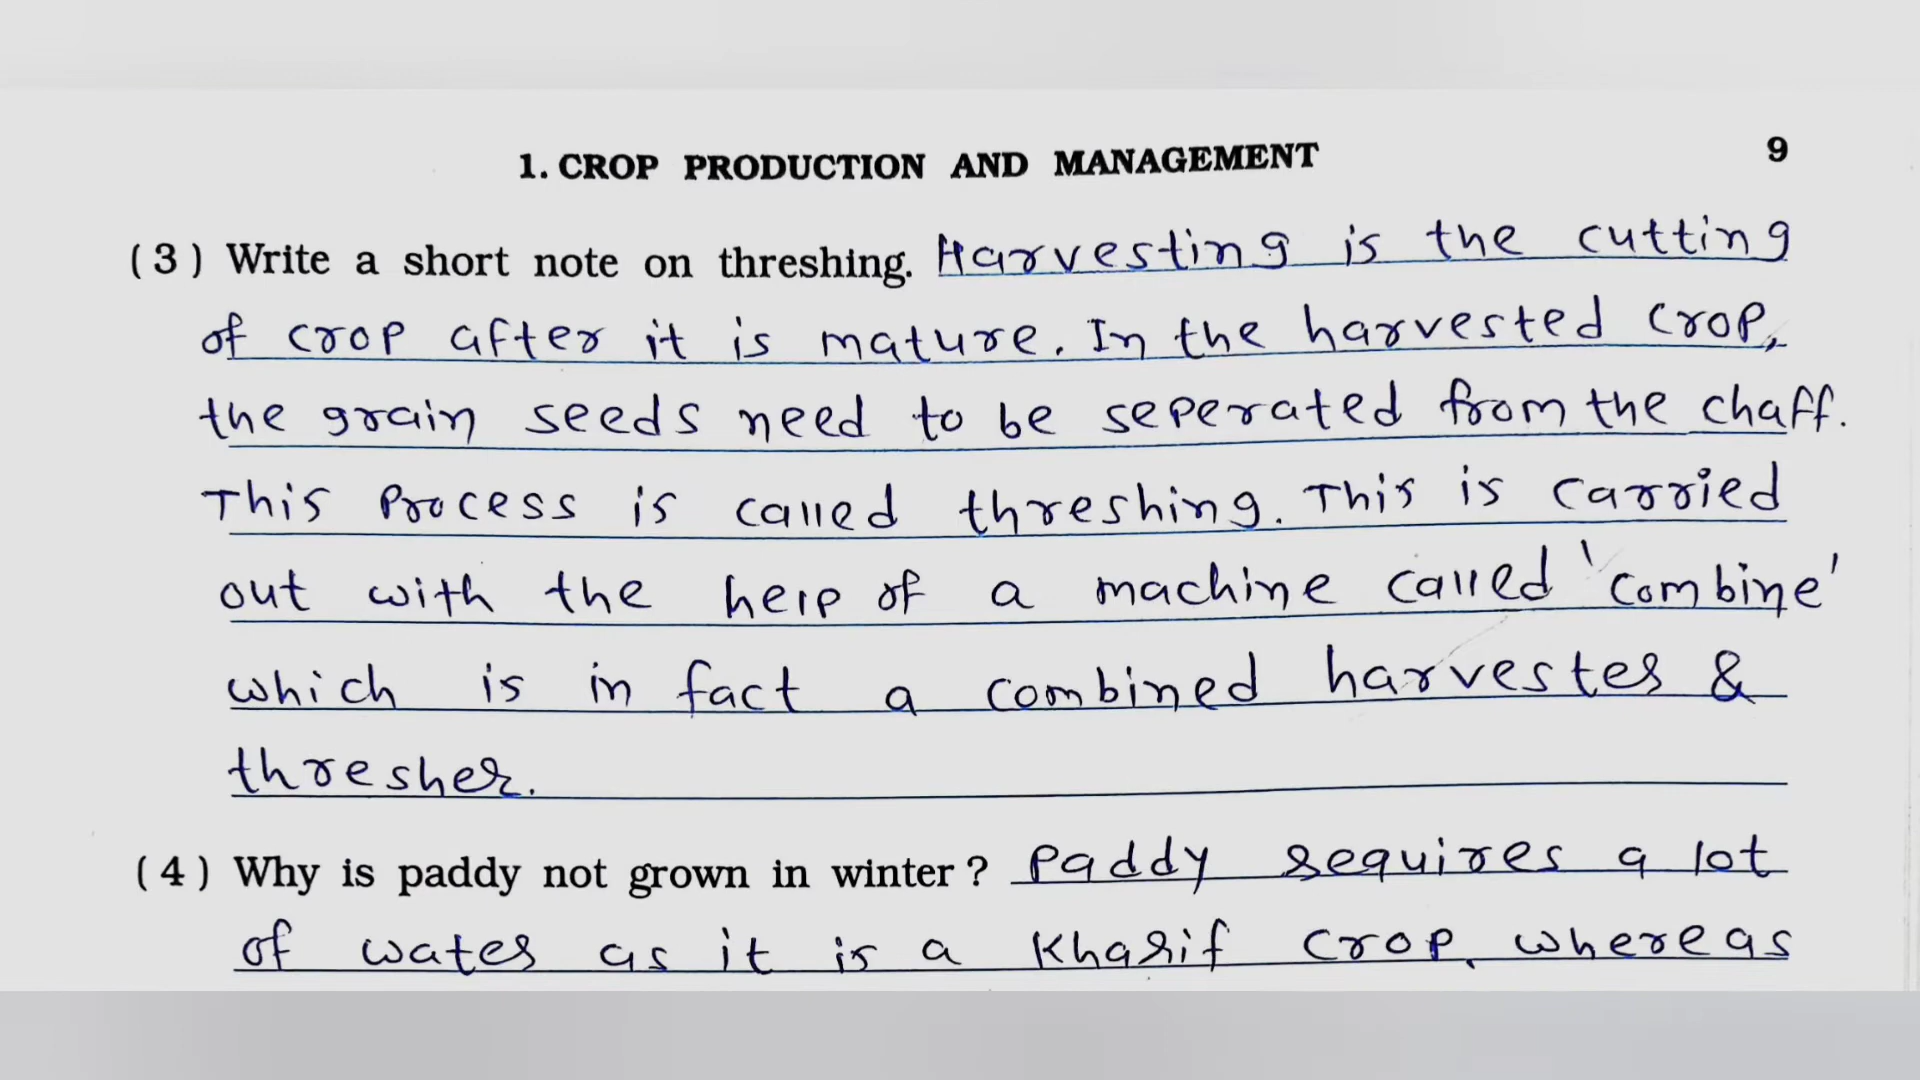 1. CROP PRODUCTION AND MANAGEMENT 9
(3) Write a short note on threshing. Harvesting is the cutting
of crop after it is mature. In the harvested crop,
the grain seeds need to be seperated from the chaff.
This process is called threshing. This is carried
out with the help of a machine called 'combine'
which is in fact a combined harvester &
thresher.
(4) Why is paddy not grown in winter? Paddy requires a lot
of water as it is a Kharif crop, whereas